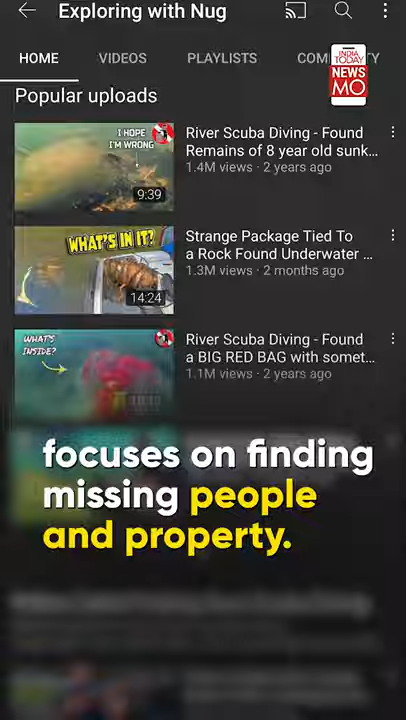 Exploring with Nug
HOME VIDEOS PLAYLISTS COM TY
INDIA
TODAY
NEWS
MO
Popular uploads
I HOPE
I'M WRONG
9:39
River Scuba Diving - Found
Remains of 8 year old sunk...
1.4M views · 2 years ago
WHAT'S IN IT?
14:24
Strange Package Tied To
a Rock Found Underwater ...
1.3M views · 2 months ago
WHAT'S
INSIDE?
River Scuba Diving - Found
a BIG RED BAG with somet...
1.1M views · 2 years ago
focuses on finding
missing people
and property.